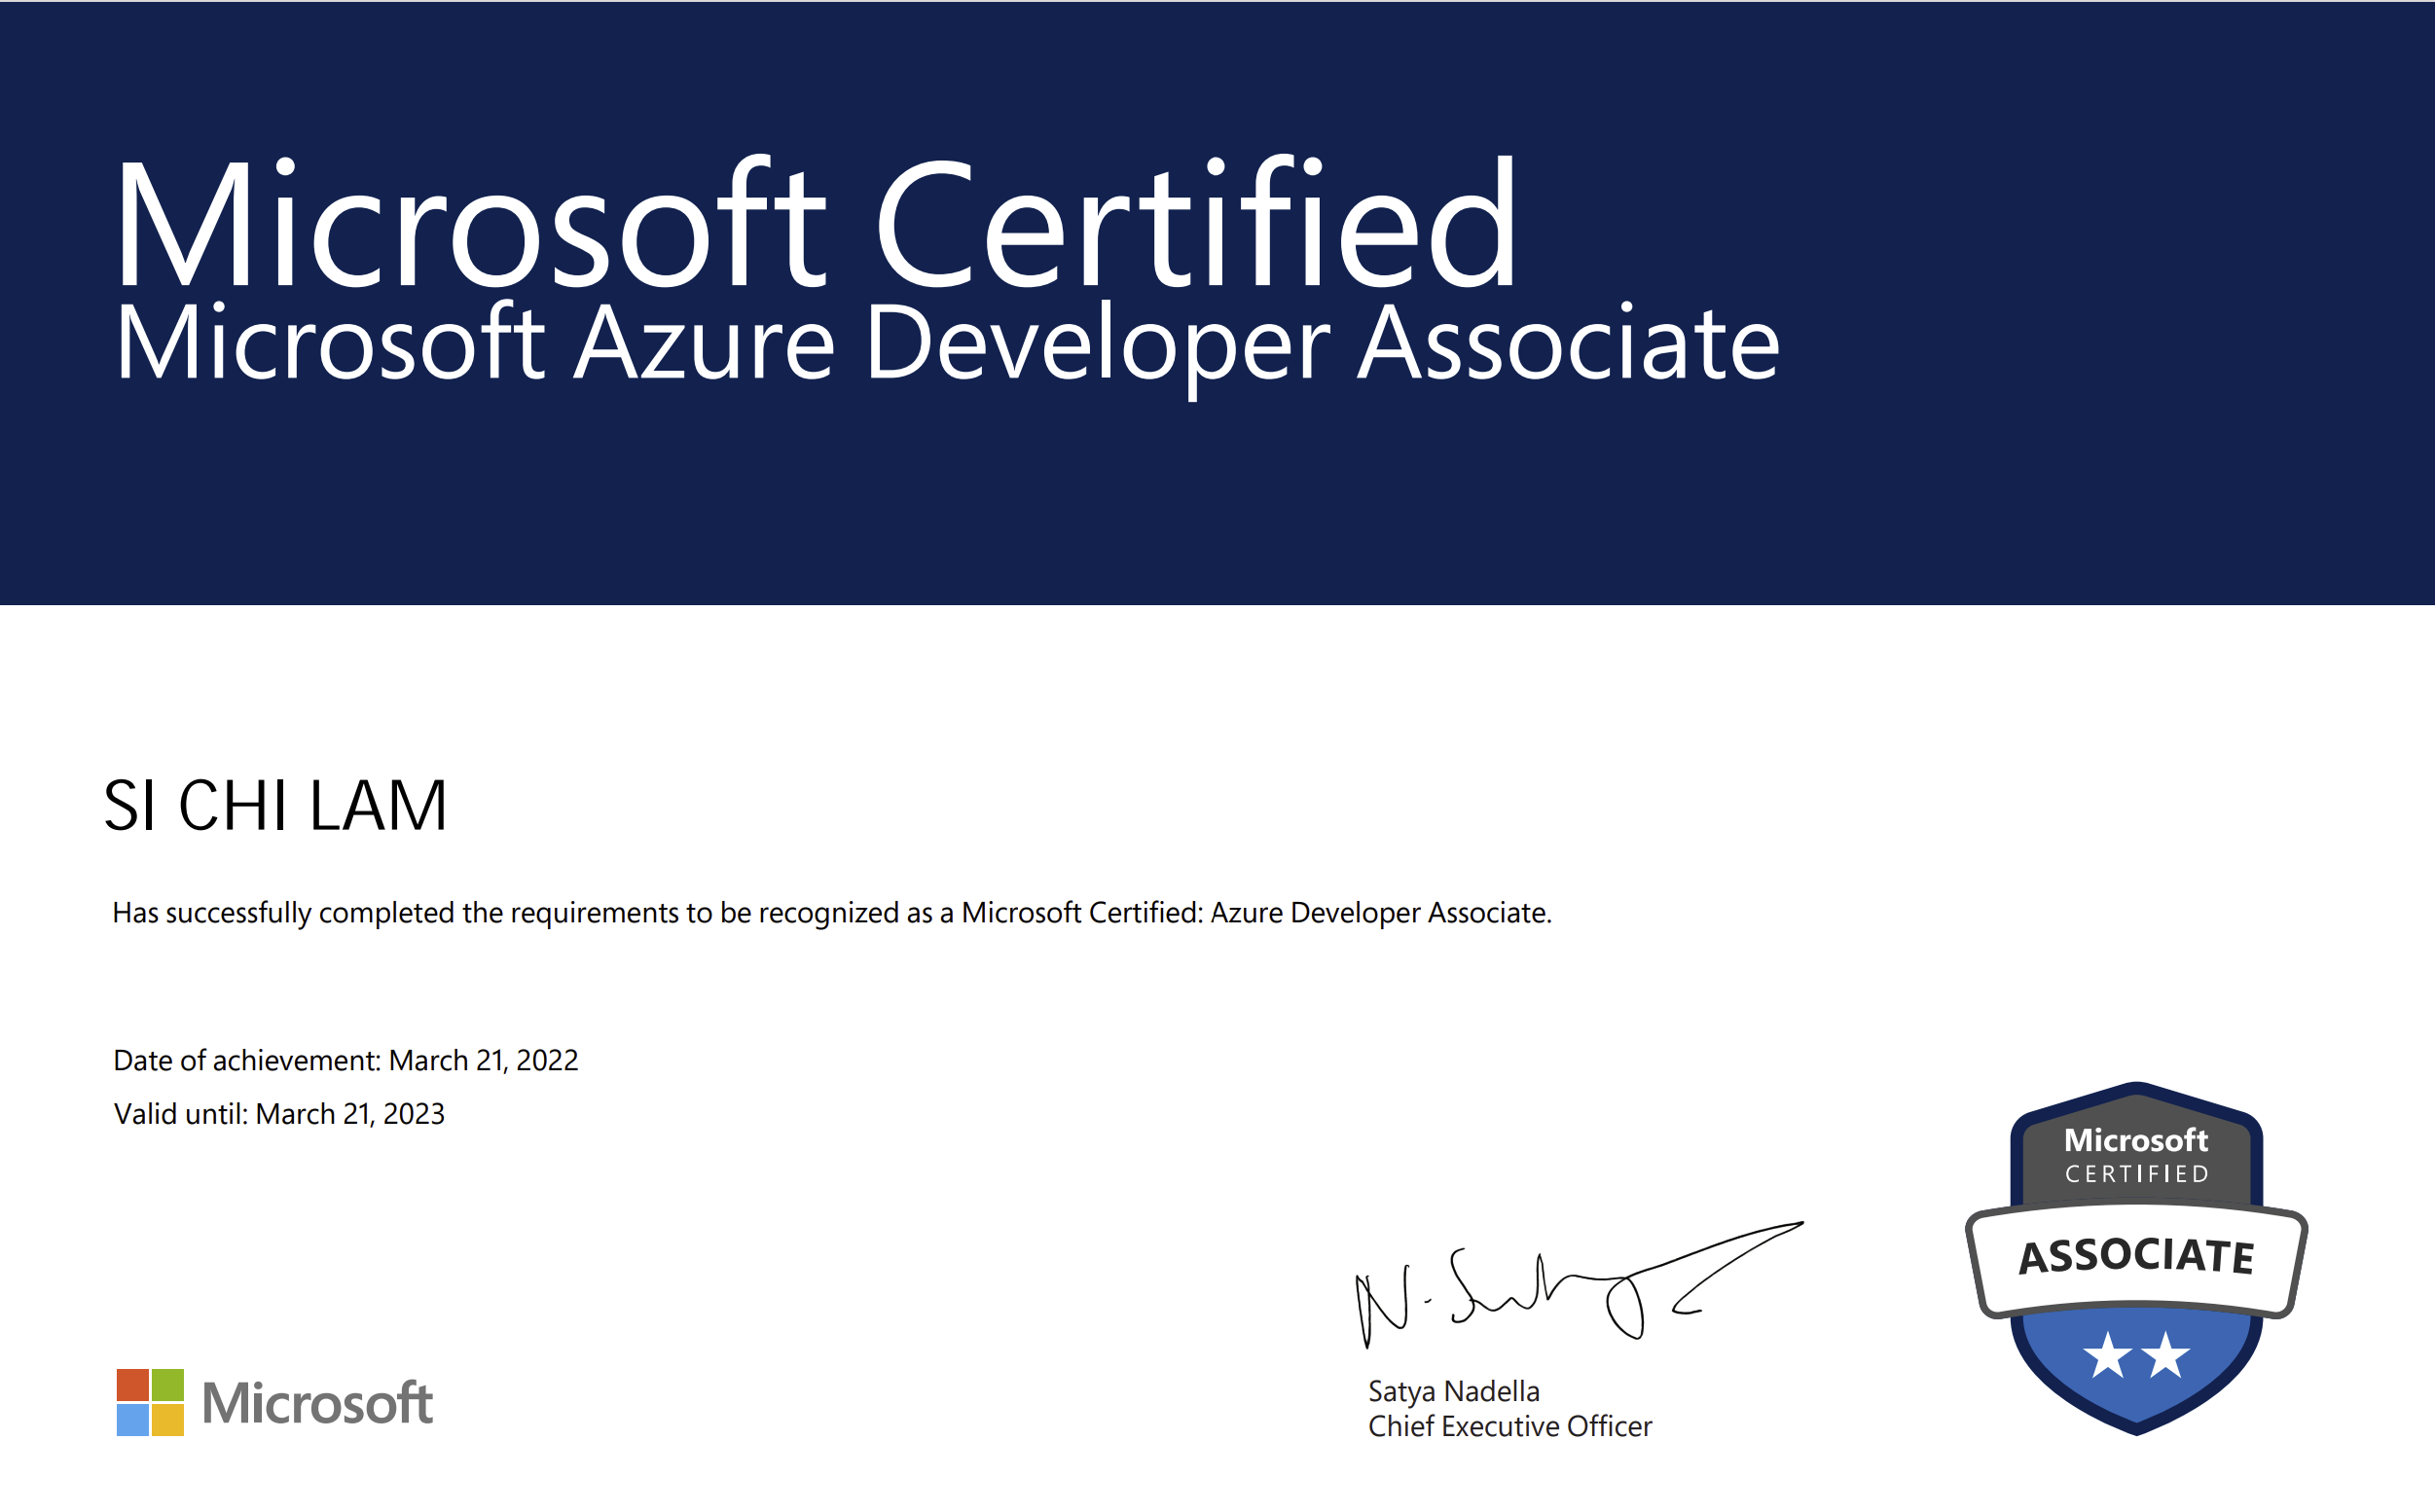 Microsoft Certified
Microsoft Azure Developer Associate
SI CHI LAM
Has successfully completed the requirements to be recognized as a Microsoft Certified: Azure Developer Associate.
Date of achievement: March 21, 2022
Valid until: March 21, 2023
Microsoft
CERTIFIED
ASSOCIATE
Satya Nadella
Chief Executive Officer
Microsoft